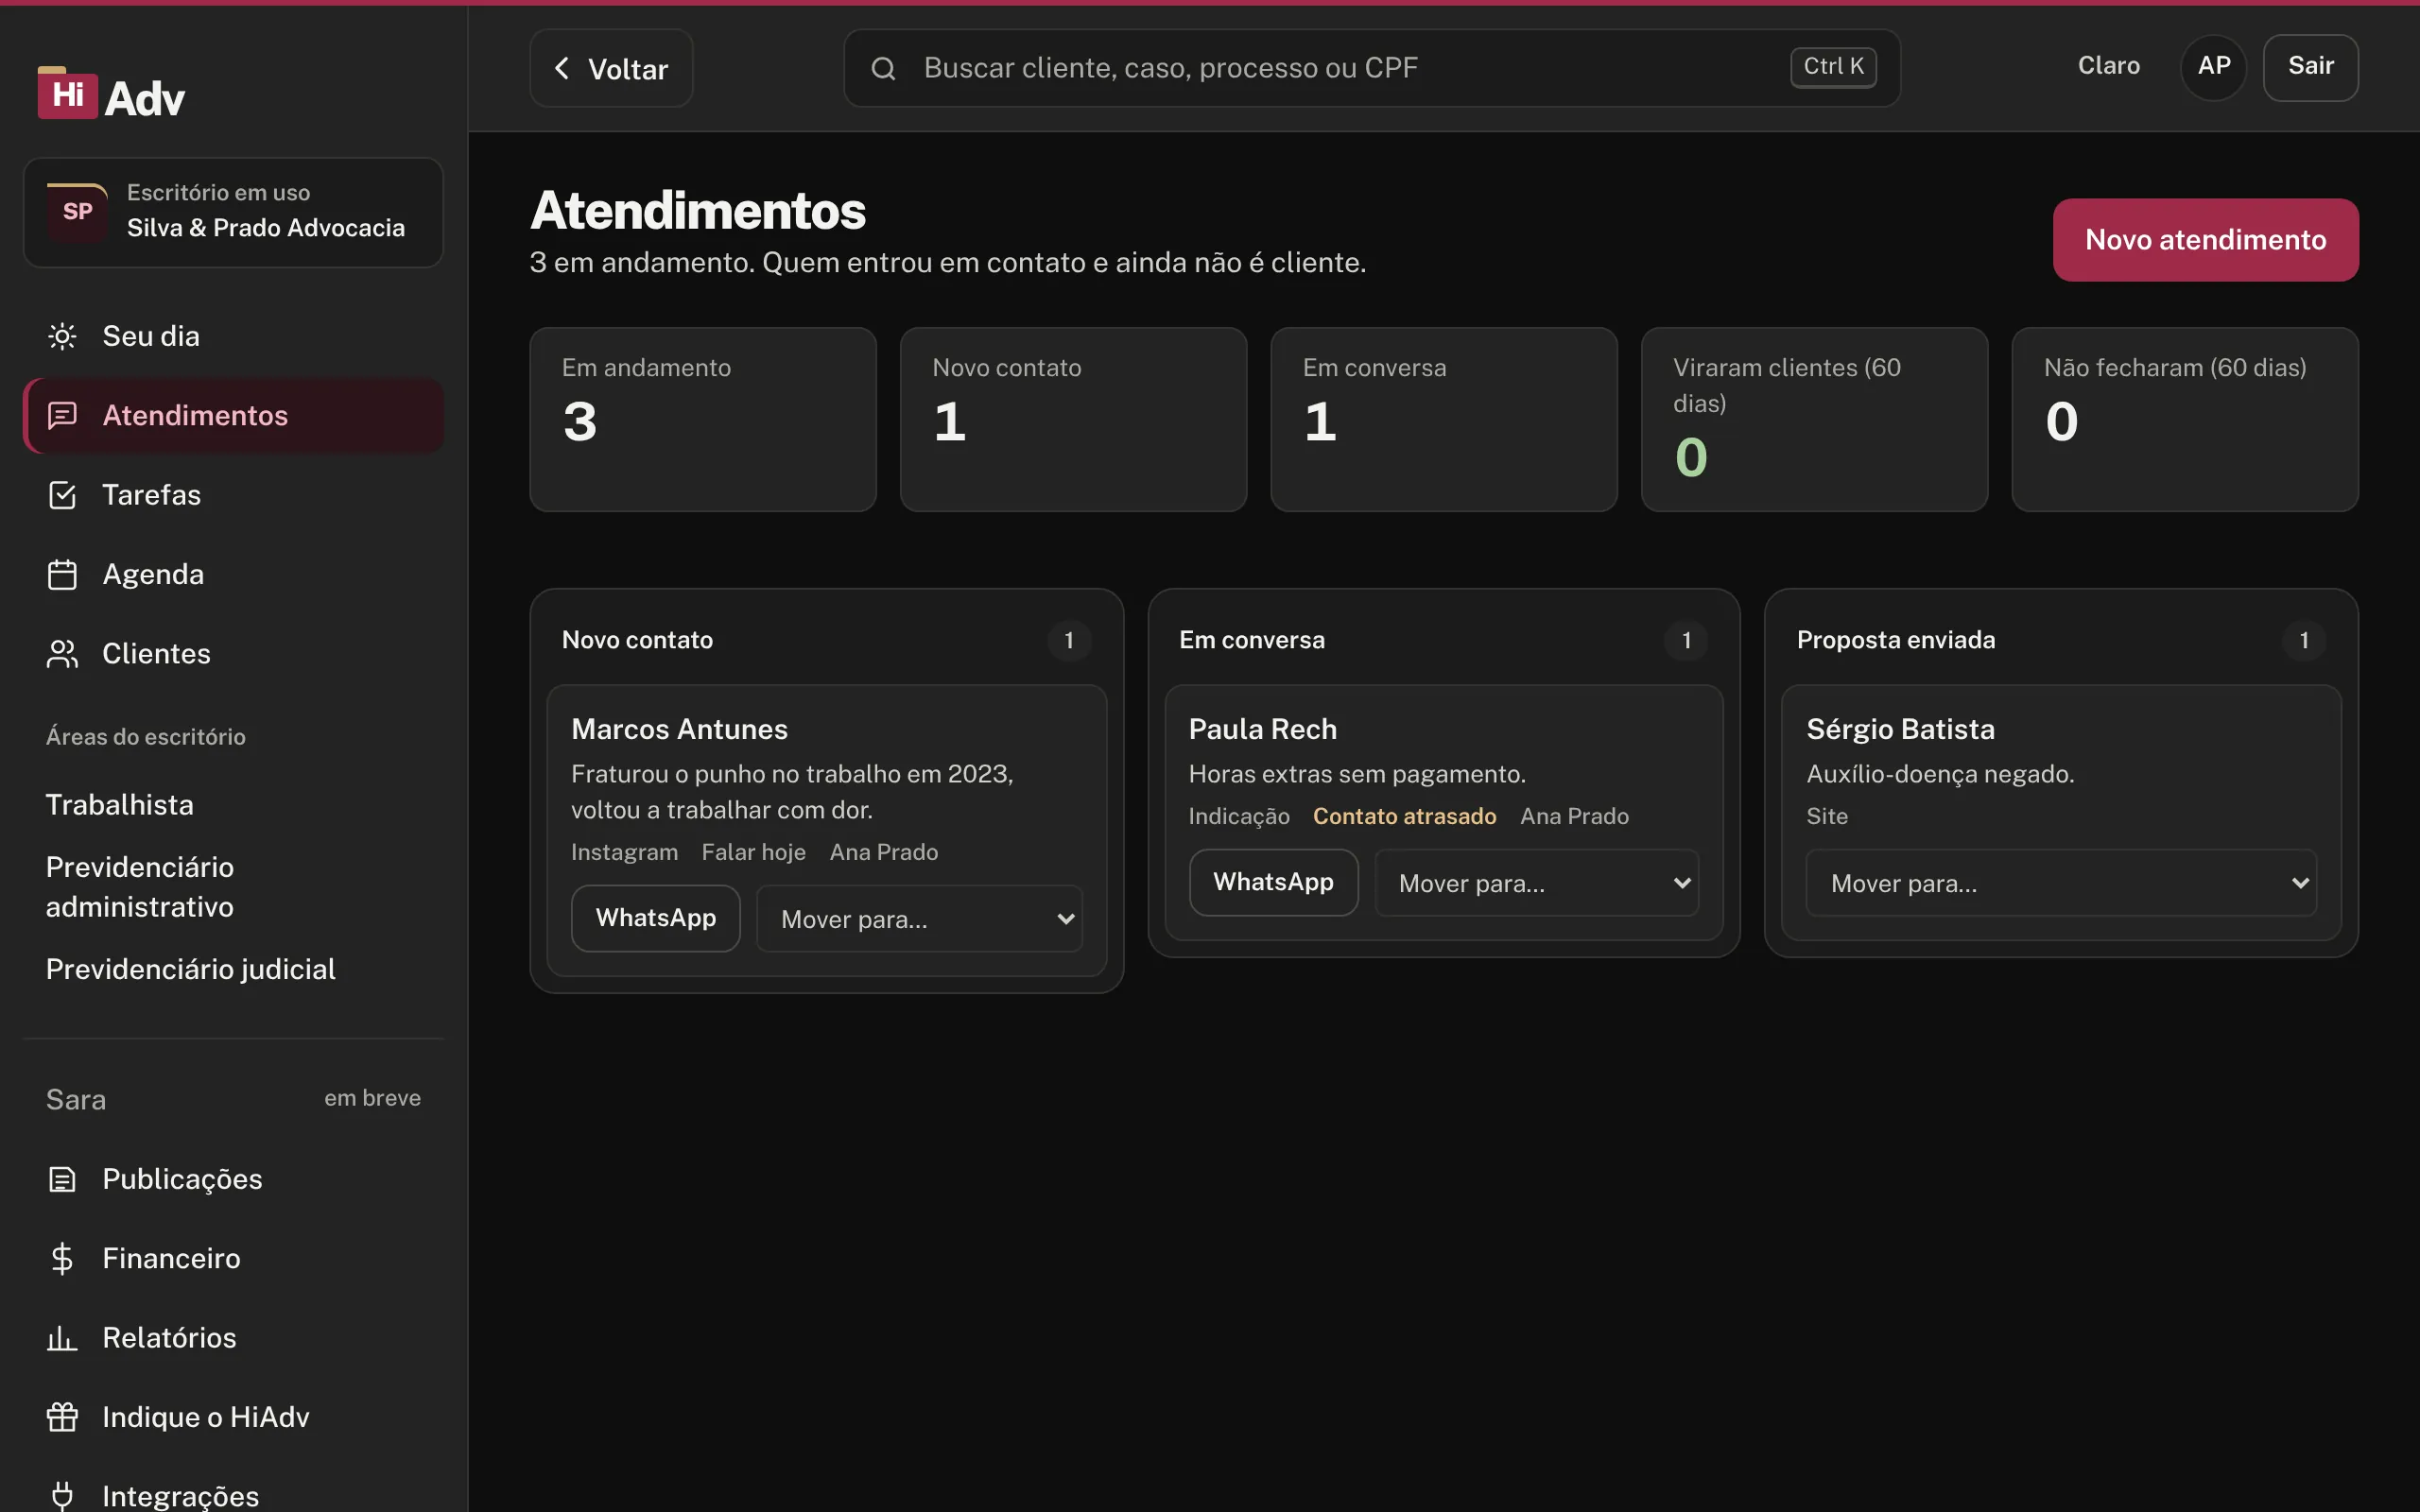 Hi Adv
Escritório em uso
SP
Silva & Prado Advocacia
Seu dia
Atendimentos
Tarefas
Agenda
Clientes
Áreas do escritório
Trabalhista
Previdenciário
administrativo
Previdenciário judicial
Sara em breve
Publicações
Financeiro
Relatórios
Indique o HiAdv
Integrações
Voltar
Buscar cliente, caso, processo ou CPF
Ctrl K
Claro
AP
Sair
Atendimentos
3 em andamento. Quem entrou em contato e ainda não é cliente.
Novo atendimento
Em andamento
3
Novo contato
1
Em conversa
1
Viraram clientes (60
dias)
0
Não fecharam (60 dias)
0
Novo contato 1
Marcos Antunes
Fraturou o punho no trabalho em 2023,
voltou a trabalhar com dor.
Instagram Falar hoje Ana Prado
WhatsApp Mover para...
Em conversa 1
Paula Rech
Horas extras sem pagamento.
Indicação Contato atrasado Ana Prado
WhatsApp Mover para...
Proposta enviada 1
Sérgio Batista
Auxílio-doença negado.
Site
Mover para...